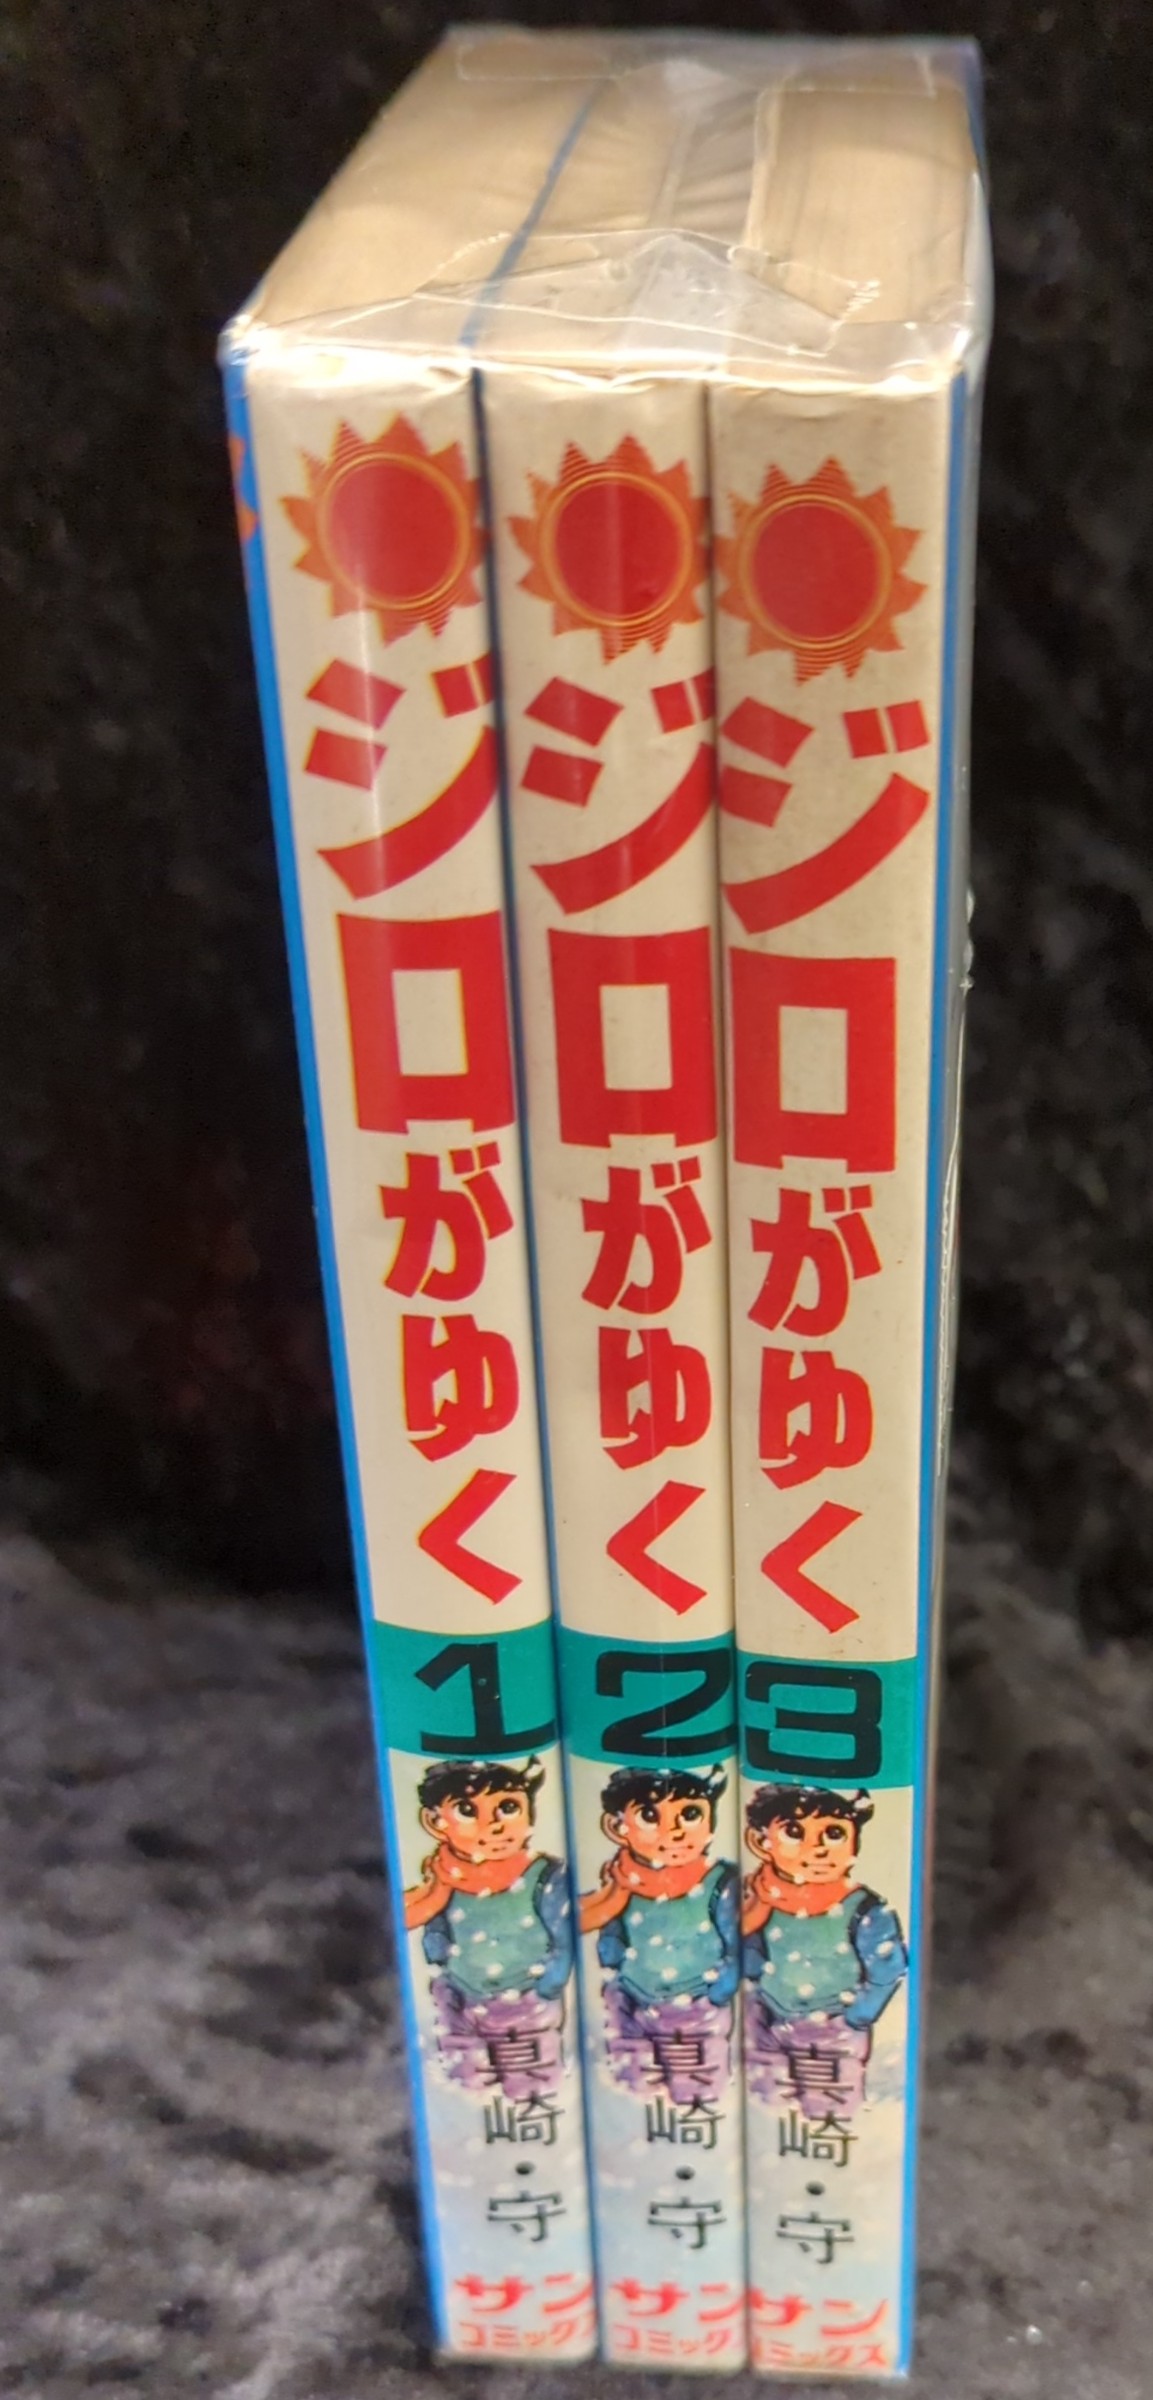 ジロがゆく
1
真崎・守
サン
コミックス
ジロがゆく
2
真崎・守
サン
コミックス
ジロがゆく
3
真崎・守
サン
コミックス